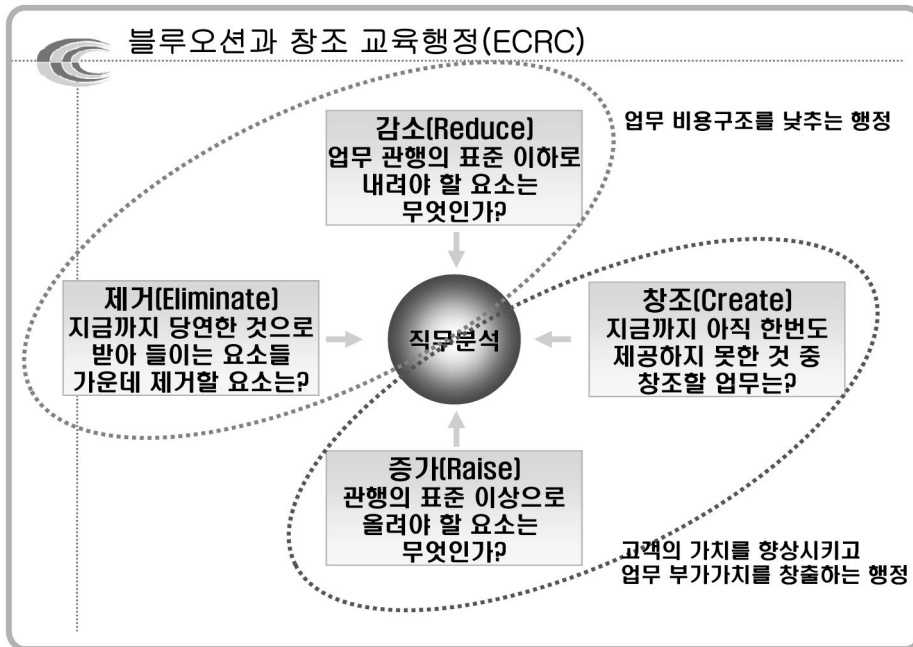 블루오션과 창조 교육행정(ECRC)
감소(Reduce)
업무 관행의 표준 이하로
내려야 할 요소는
무엇인가?
업무 비용구조를 낮추는 행정
제거(Eliminate)
지금까지 당연한 것으로
받아 들이는 요소들
가운데 제거할 요소는?
직무분석
창조(Create)
지금까지 아직 한번도
제공하지 못한 것 중
창조할 업무는?
증가(Raise)
관행의 표준 이상으로
올려야 할 요소는
무엇인가?
고객의 가치를 향상시키고
업무 부가가치를 창출하는 행정